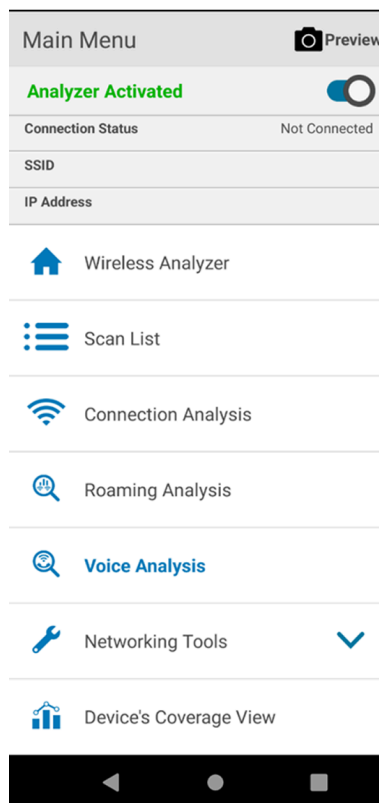 Main Menu Preview
Analyzer Activated
Connection Status Not Connected
SSID
IP Address
Wireless Analyzer
Scan List
Connection Analysis
Roaming Analysis
Voice Analysis
Networking Tools
Device's Coverage View